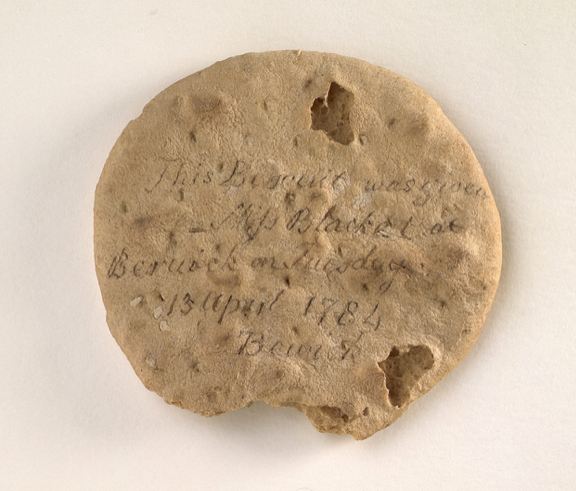 This Biscuit was given
– Miss Blacket at
Berwick on Tuesday
13 April 1784
Berwick